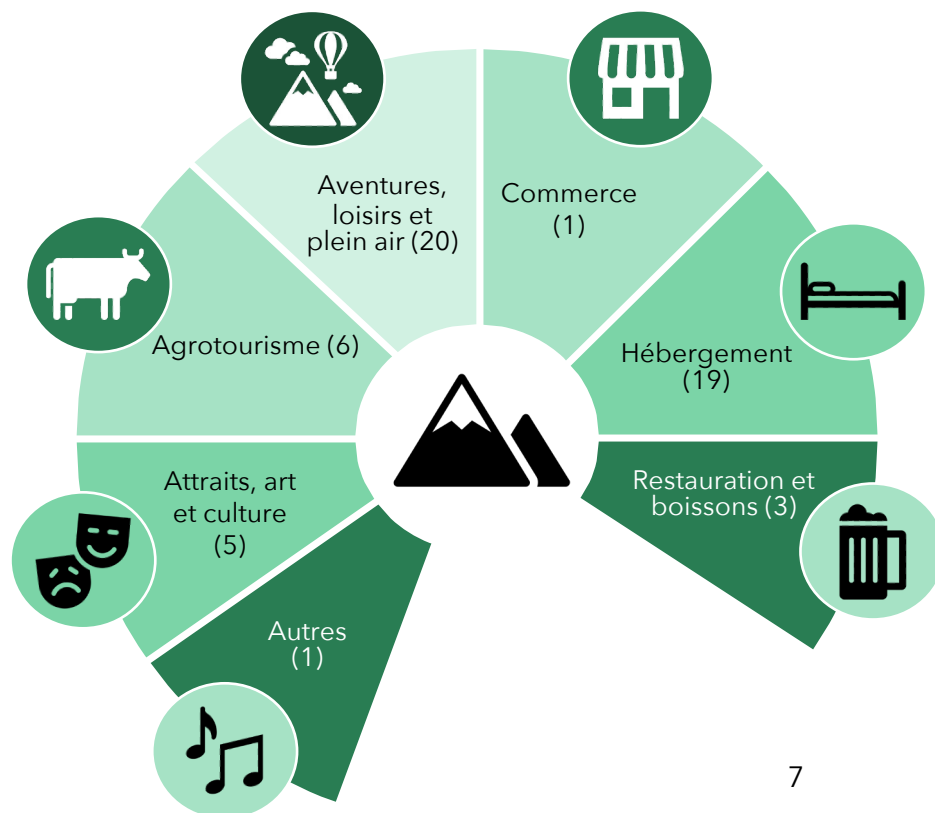 Aventures,
loisirs et
plein air (20)
Commerce
(1)
Agrotourisme (6)
Hébergement
(19)
Attraits, art
et culture
(5)
Restauration et
boissons (3)
Autres
(1)
7